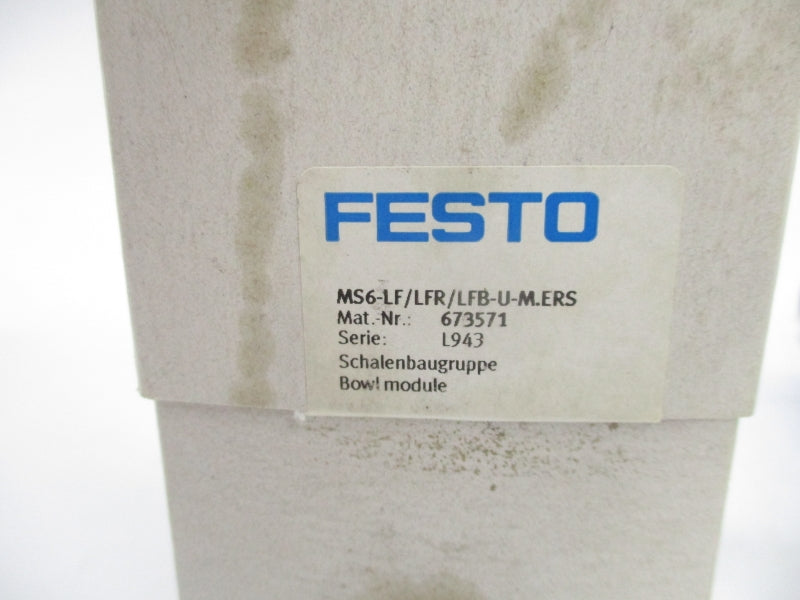 FESTO
MS6-LF/LFR/LFB-U-M.ERS
Mat.-Nr.: 673571
Serie: L943
Schalenbaugruppe
Bowl module